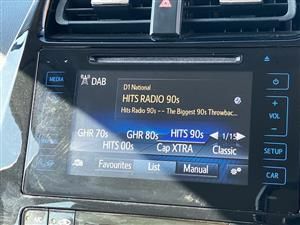 MEDIA
DAB
D1 National
HITS RADIO 90s
Hits Radio 90s -- The Biggest 90s Throwbac...
GHR 70s
GHR 80s
HITS 90s
1/15
HITS 00s
Cap XTRA
Classic
Favourites
List
Manual
+
VOL
-
SETUP
CAR
A/C